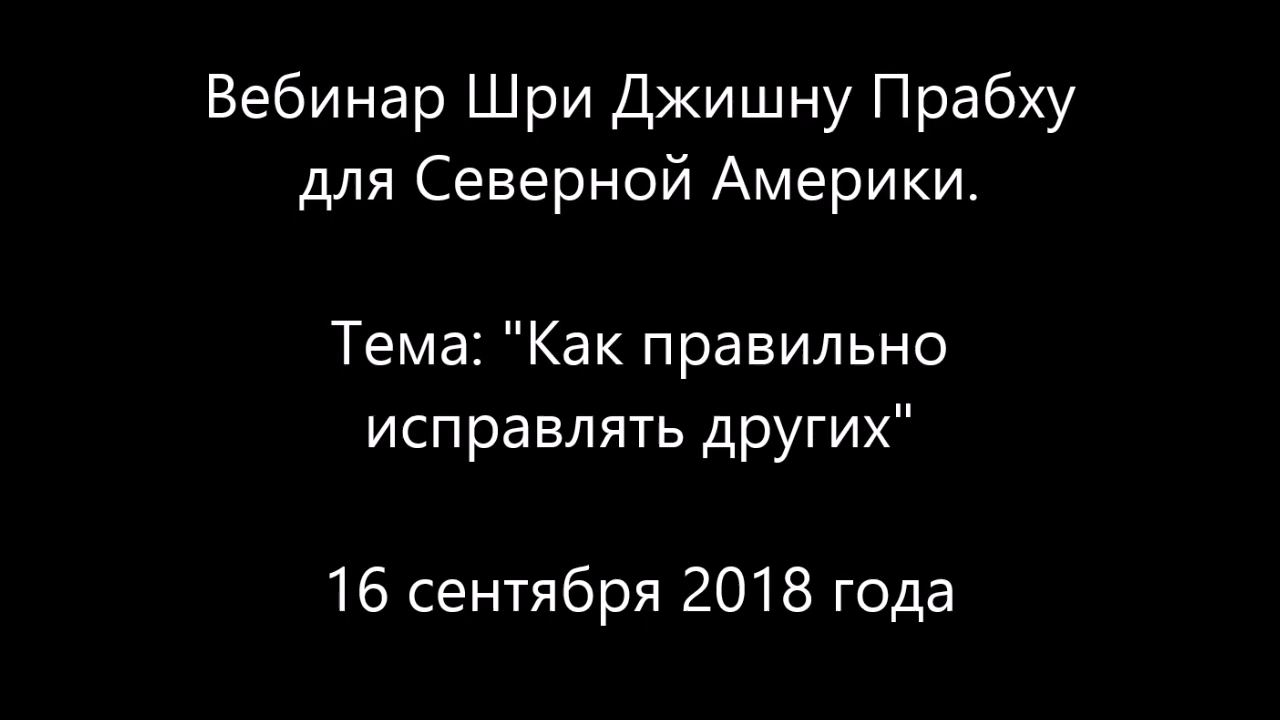 Вебинар Шри Джишну Прабху
для Северной Америки.
Тема: "Как правильно
исправлять других"
16 сентября 2018 года